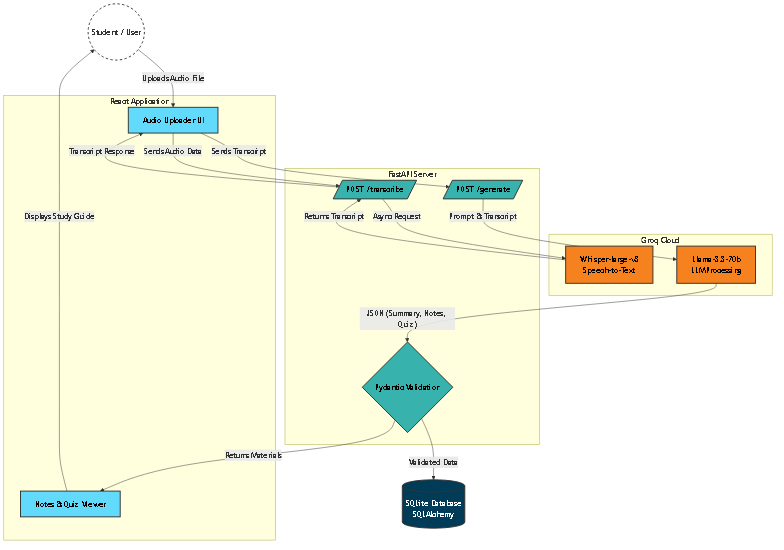 Student / User
Uploads Audio File
React Application
Audio Uploader UI
Transcript Response
Sends Audio Data
Sends Transcript
FastAPI Server
POST /transcribe
POST /generate
Displays Study Guide
Returns Transcript
Async Request
Prompt & Transcript
Groq Cloud
Whisper-large-v3
Speech-to-Text
Llama-3.3-70b
LLM Processing
JSON (Summary, Notes,
Quiz)
Pydantic Validation
Returns Materials
Validated Data
Notes & Quiz Viewer
SQLite Database
SQLAlchemy